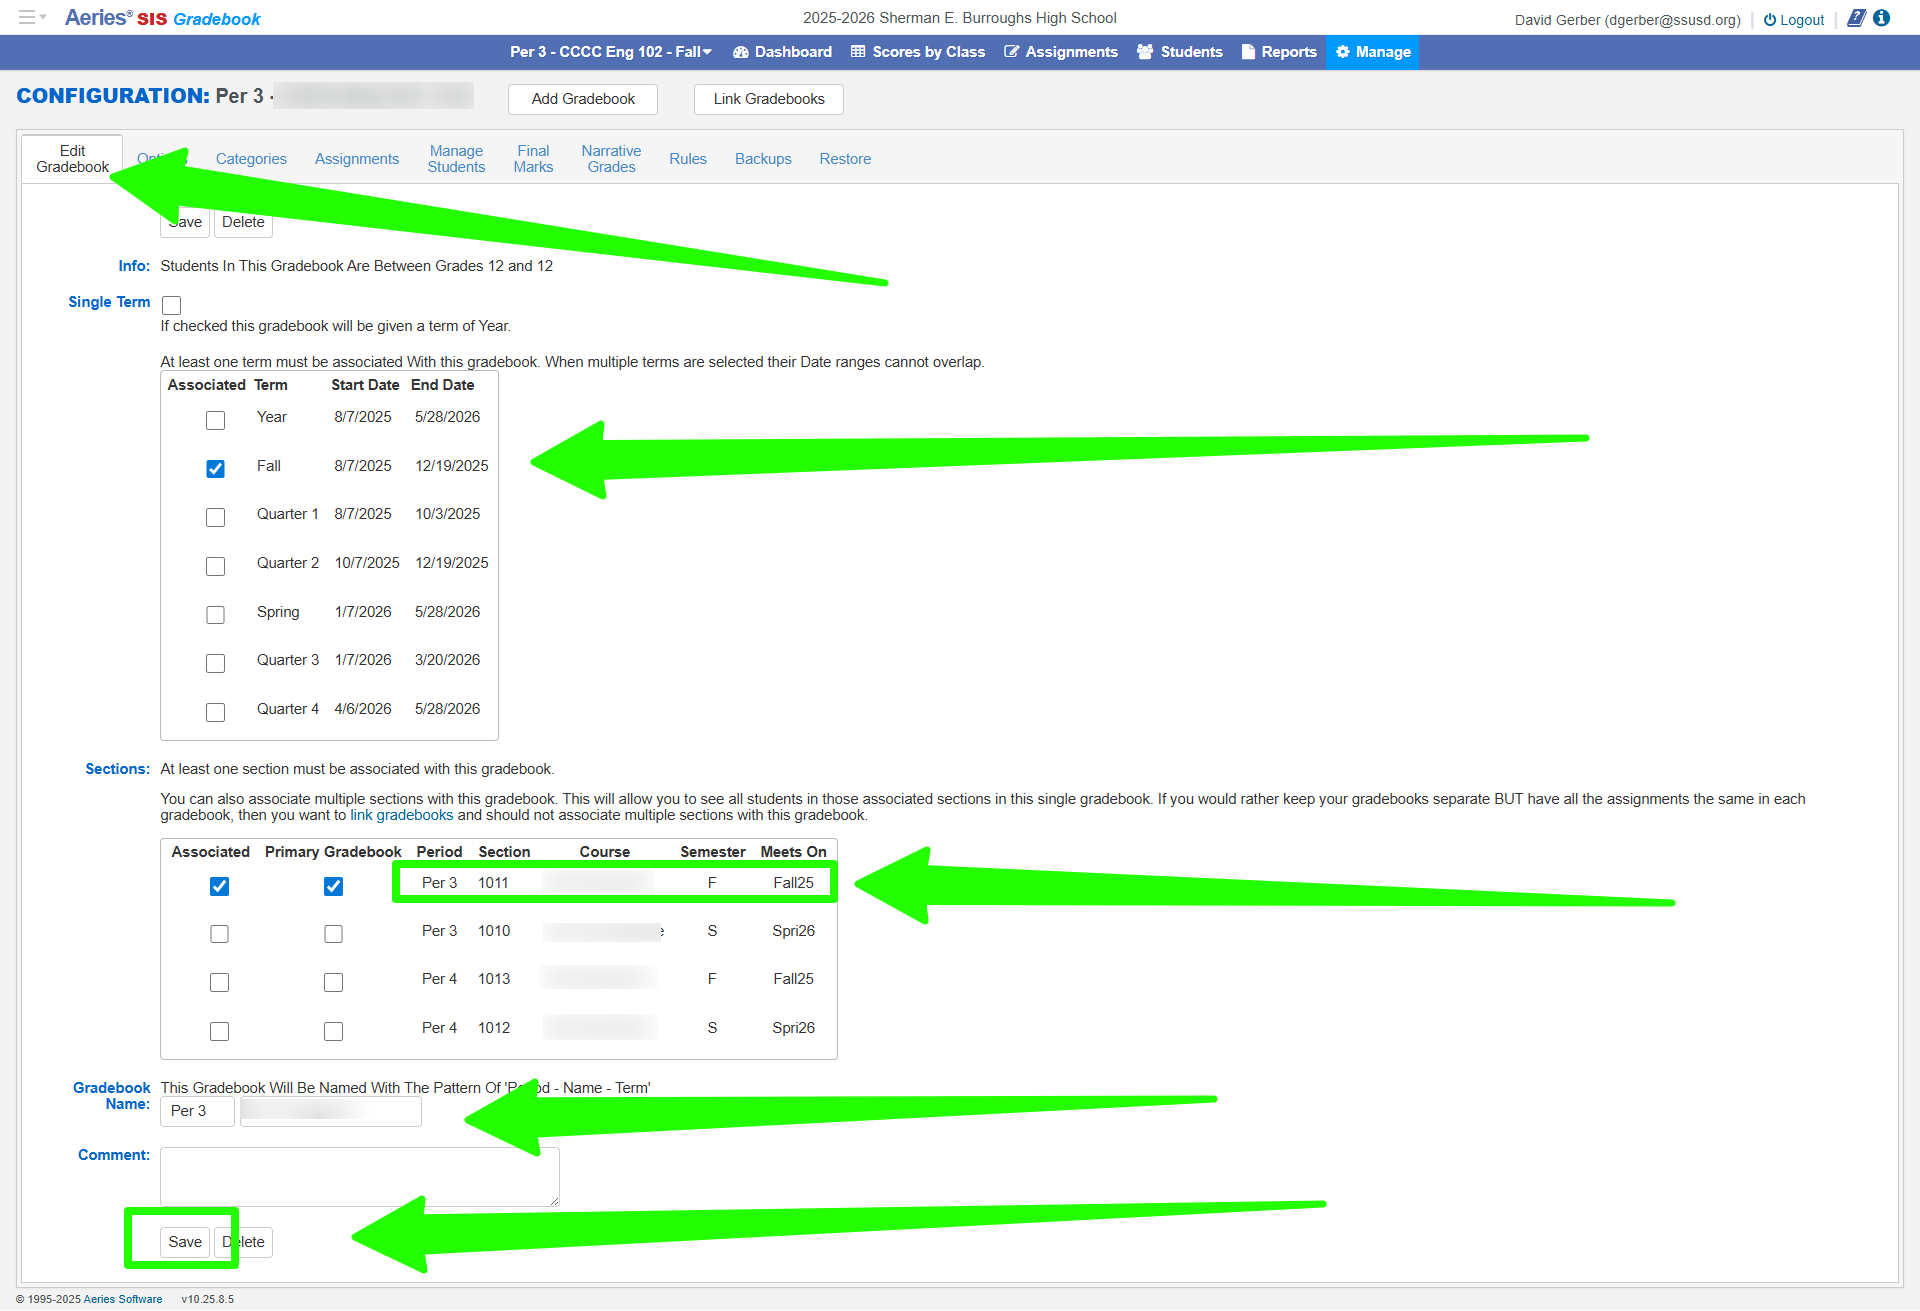 Aeries® SIS Gradebook
2025-2026 Sherman E. Burroughs High School
David Gerber (dgerber@ssusd.org)
Logout
Per 3 - CCCC Eng 102 - Fall
Dashboard
Scores by Class
Assignments
Students
Reports
Manage
CONFIGURATION: Per 3 -
Add Gradebook
Link Gradebooks
Edit Gradebook
Categories
Assignments
Manage Students
Final Marks
Narrative Grades
Rules
Backups
Restore
Save Delete
Info: Students In This Gradebook Are Between Grades 12 and 12
Single Term
If checked this gradebook will be given a term of Year.
At least one term must be associated With this gradebook. When multiple terms are selected their Date ranges cannot overlap.
Associated Term Start Date End Date
Year 8/7/2025 5/28/2026
Fall 8/7/2025 12/19/2025
Quarter 1 8/7/2025 10/3/2025
Quarter 2 10/7/2025 12/19/2025
Spring 1/7/2026 5/28/2026
Quarter 3 1/7/2026 3/20/2026
Quarter 4 4/6/2026 5/28/2026
Sections: At least one section must be associated with this gradebook.
You can also associate multiple sections with this gradebook. This will allow you to see all students in those associated sections in this single gradebook. If you would rather keep your gradebooks separate BUT have all the assignments the same in each
gradebook, then you want to link gradebooks and should not associate multiple sections with this gradebook.
Associated Primary Gradebook Period Section Course Semester Meets On
Per 3 1011 F Fall25
Per 3 1010 S Spri26
Per 4 1013 F Fall25
Per 4 1012 S Spri26
Gradebook Name: This Gradebook Will Be Named With The Pattern Of 'Period - Name - Term'
Per 3
Comment:
Save Delete
© 1995-2025 Aeries Software v10.25.8.5